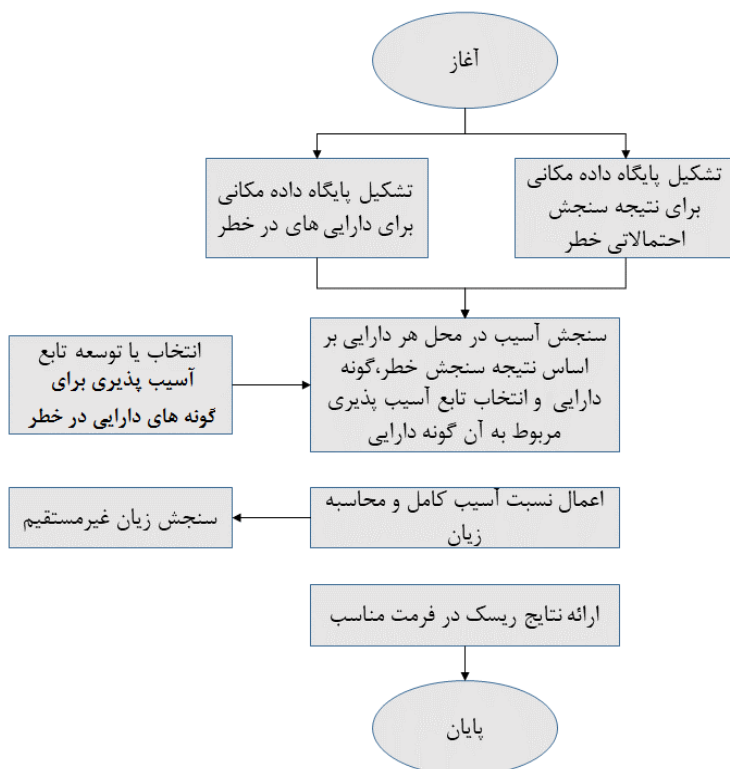 آغاز
تشکیل پایگاه داده مکانی
برای نتیجه سنجش
احتمالاتی خطر
تشکیل پایگاه داده مکانی
برای دارایی های در خطر
سنجش آسیب در محل هر دارایی بر
اساس نتیجه سنجش خطر،گونه
دارایی و انتخاب تابع آسیب پذیری
مربوط به آن گونه دارایی
انتخاب یا توسعه تابع
آسیب پذیری برای
گونه های دارایی در خطر
اعمال نسبت آسیب کامل و محاسبه
زیان
سنجش زیان غیرمستقیم
ارائه نتایج ریسک در فرمت مناسب
پایان